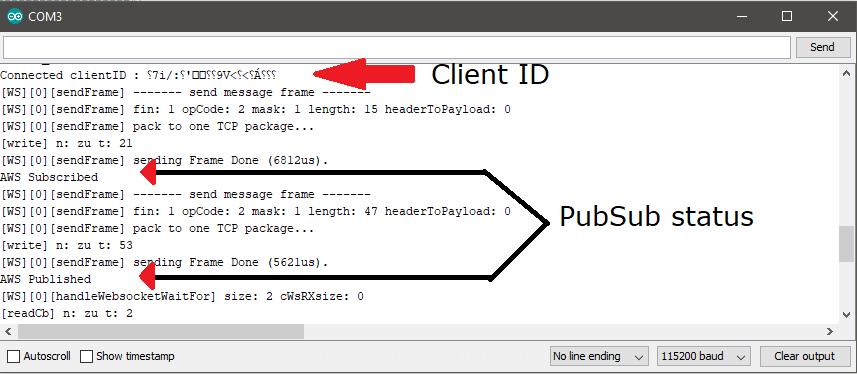 COM3
Send
Connected clientID : ⸮7i/:⸮'□□⸮⸮9V<⸮<⸮Á⸮⸮⸮ Client ID
[WS][0][sendFrame] ------- send message frame -------
[WS][0][sendFrame] fin: 1 opCode: 2 mask: 1 length: 15 headerToPayload: 0
[WS][0][sendFrame] pack to one TCP package...
[write] n: zu t: 21
[WS][0][sendFrame] sending Frame Done (6812us).
AWS Subscribed
[WS][0][sendFrame] ------- send message frame -------
[WS][0][sendFrame] fin: 1 opCode: 2 mask: 1 length: 47 headerToPayload: 0
PubSub status
[WS][0][sendFrame] pack to one TCP package...
[write] n: zu t: 53
[WS][0][sendFrame] sending Frame Done (5621us).
AWS Published
[WS][0][handleWebsocketWaitFor] size: 2 cWsRXsize: 0
[readCb] n: zu t: 2
Autoscroll Show timestamp No line ending 115200 baud Clear output